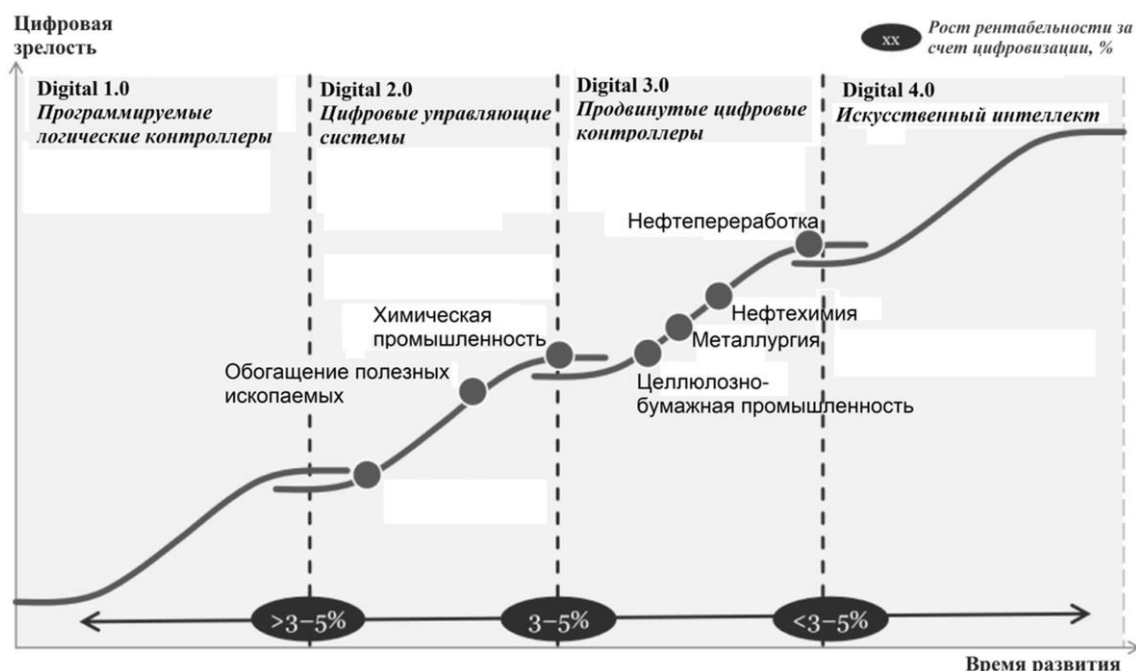 Цифровая
зрелость
xx
Рост рентабельности за
счет цифровизации, %
Digital 1.0
Программируемые
логические контроллеры
Digital 2.0
Цифровые управляющие
системы
Digital 3.0
Продвинутые цифровые
контроллеры
Digital 4.0
Искусственный интеллект
Нефтепереработка
Нефтехимия
Металлургия
Целлюлозно-
бумажная промышленность
Химическая
промышленность
Обогащение полезных
ископаемых
>3–5%
3–5%
<3–5%
Время развития